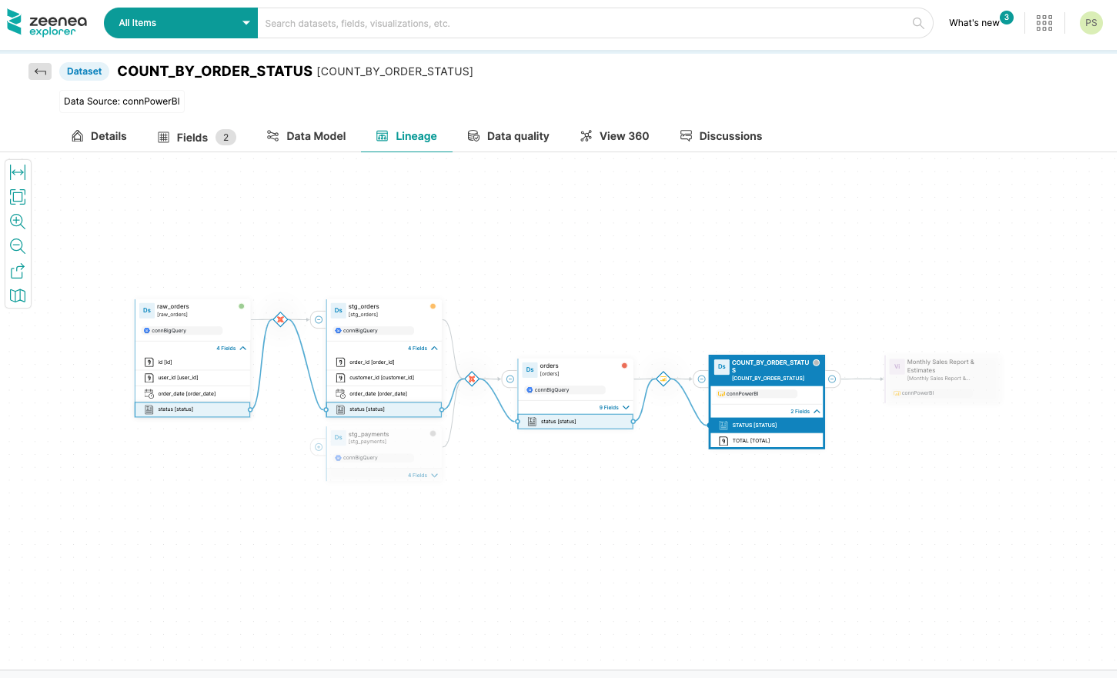 zeenea
explorer
All Items
Search datasets, fields, visualizations, etc.
What's new
3
PS
Dataset
COUNT_BY_ORDER_STATUS [COUNT_BY_ORDER_STATUS]
Data Source: connPowerBI
Details
Fields 2
Data Model
Lineage
Data quality
View 360
Discussions
Ds
raw_orders
[raw_orders]
connBigQuery
4 Fields
id [id]
user_id [user_id]
order_date [order_date]
status [status]
Ds
stg_orders
[stg_orders]
connBigQuery
4 Fields
order_id [order_id]
customer_id [customer_id]
order_date [order_date]
status [status]
Ds
stg_payments
[stg_payments]
connBigQuery
4 Fields
Ds
orders
[orders]
connBigQuery
9 Fields
status [status]
Ds
COUNT_BY_ORDER_STATU
S
[COUNT_BY_ORDER_STATUS]
connPowerBI
2 Fields
STATUS [STATUS]
TOTAL [TOTAL]
Vi
Monthly Sales Report &
Estimates
[Monthly Sales Report &...
connPowerBI